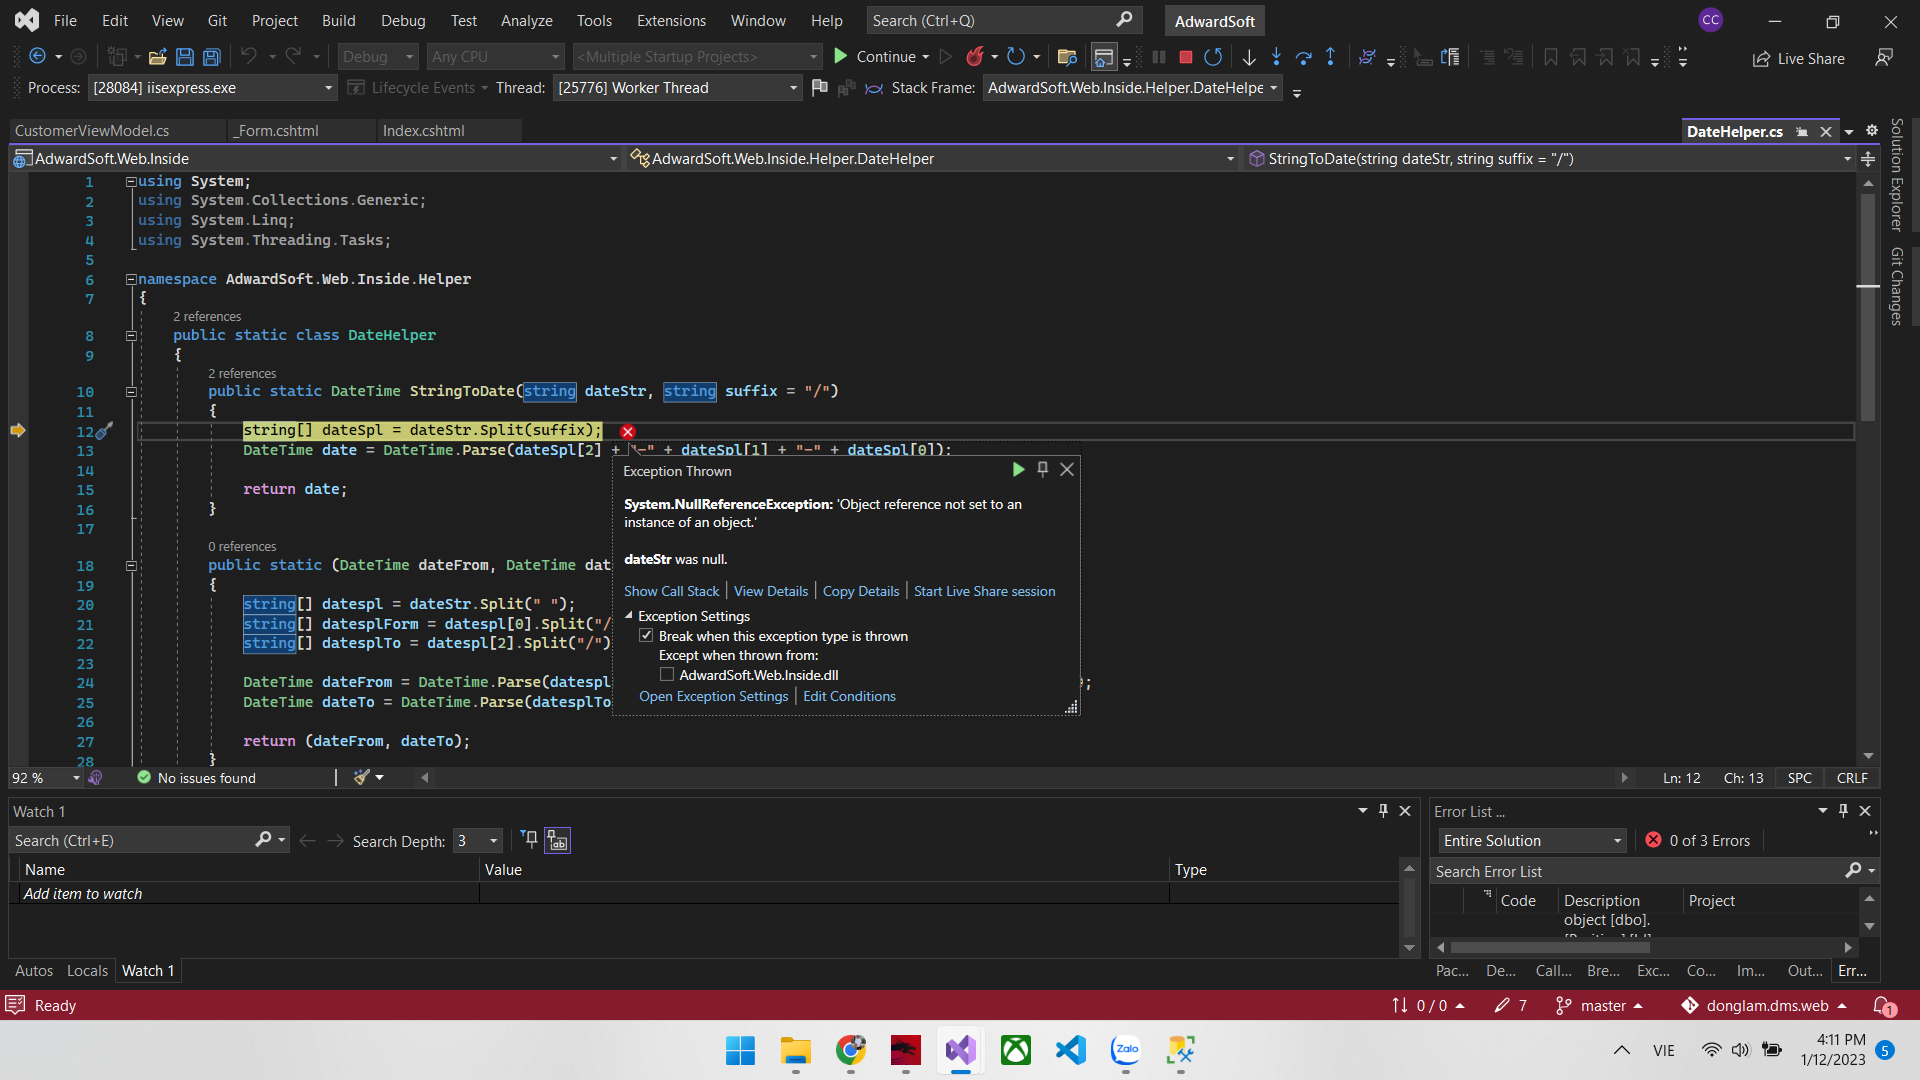 File Edit View Git Project Build Debug Test Analyze Tools Extensions Window Help Search (Ctrl+Q) AdwardSoft CC
Debug Any CPU <Multiple Startup Projects> Continue Live Share
Process: [28084] iisexpress.exe Lifecycle Events Thread: [25776] Worker Thread Stack Frame: AdwardSoft.Web.Inside.Helper.DateHelpe
CustomerViewModel.cs _Form.cshtml Index.cshtml DateHelper.cs
AdwardSoft.Web.Inside AdwardSoft.Web.Inside.Helper.DateHelper StringToDate(string dateStr, string suffix = "/")
Solution Explorer
Git Changes
1 using System;
2 using System.Collections.Generic;
3 using System.Linq;
4 using System.Threading.Tasks;
5
6 namespace AdwardSoft.Web.Inside.Helper
7 {
2 references
8 public static class DateHelper
9 {
2 references
10 public static DateTime StringToDate(string dateStr, string suffix = "/")
11 {
12 string[] dateSpl = dateStr.Split(suffix);
13 DateTime date = DateTime.Parse(dateSpl[2] + "-" + dateSpl[1] + "-" + dateSpl[0]);
14
15 return date;
16 }
17
0 references
18 public static (DateTime dateFrom, DateTime dat
19 {
20 string[] datespl = dateStr.Split(" ");
21 string[] datesplForm = datespl[0].Split("/
22 string[] datesplTo = datespl[2].Split("/")
23
24 DateTime dateFrom = DateTime.Parse(datespl ;
25 DateTime dateTo = DateTime.Parse(datesplTo
26
27 return (dateFrom, dateTo);
28 }
Exception Thrown
System.NullReferenceException: 'Object reference not set to an
instance of an object.'
dateStr was null.
Show Call Stack | View Details | Copy Details | Start Live Share session
Exception Settings
Break when this exception type is thrown
Except when thrown from:
AdwardSoft.Web.Inside.dll
Open Exception Settings | Edit Conditions
92 % No issues found Ln: 12 Ch: 13 SPC CRLF
Watch 1
Search (Ctrl+E) Search Depth: 3
Name Value Type
Add item to watch
Autos Locals Watch 1
Error List ...
Entire Solution 0 of 3 Errors
Search Error List
Code Description Project
object [dbo].
Pac... De... Call... Bre... Exc... Co... Im... Out... Err...
Ready 0 / 0 7 master donglam.dms.web 1
Zalo VIE 4:11 PM
1/12/2023 5